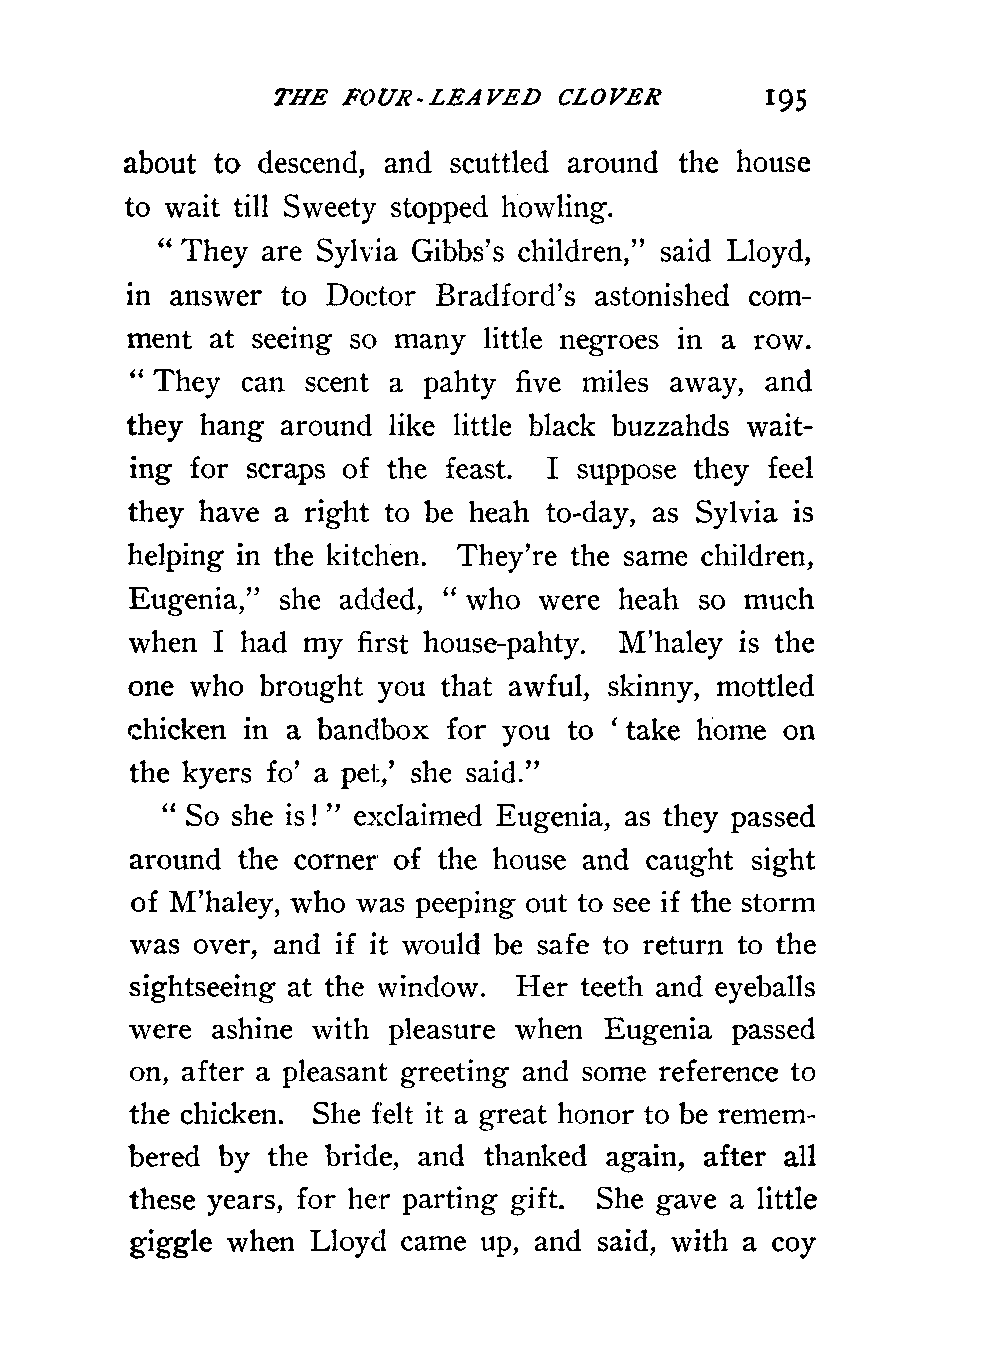 THE FOUR-LEAVED CLOVER 195
about to descend, and scuttled around the house
to wait till Sweety stopped howling.
“ They are Sylvia Gibbs’s children,” said Lloyd,
in answer to Doctor Bradford’s astonished com-
ment at seeing so many little negroes in a row.
“ They can scent a pahty five miles away, and
they hang around like little black buzzahds wait-
ing for scraps of the feast. I suppose they feel
they have a right to be heah to-day, as Sylvia is
helping in the kitchen. They’re the same children,
Eugenia,” she added, “ who were heah so much
when I had my first house-pahty. M’haley is the
one who brought you that awful, skinny, mottled
chicken in a bandbox for you to ‘ take home on
the kyers fo’ a pet,’ she said.”
“ So she is! ” exclaimed Eugenia, as they passed
around the corner of the house and caught sight
of M’haley, who was peeping out to see if the storm
was over, and if it would be safe to return to the
sightseeing at the window. Her teeth and eyeballs
were ashine with pleasure when Eugenia passed
on, after a pleasant greeting and some reference to
the chicken. She felt it a great honor to be remem-
bered by the bride, and thanked again, after all
these years, for her parting gift. She gave a little
giggle when Lloyd came up, and said, with a coy